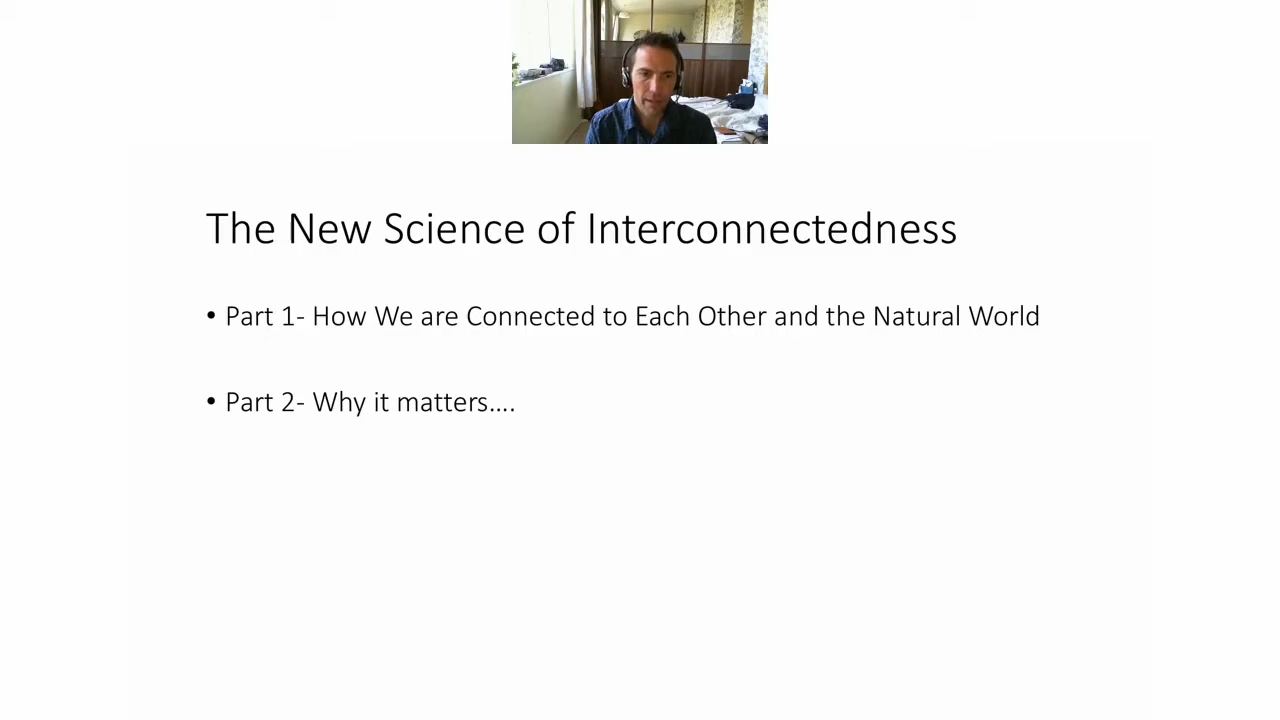 The New Science of Interconnectedness
• Part 1- How We are Connected to Each Other and the Natural World
• Part 2- Why it matters....